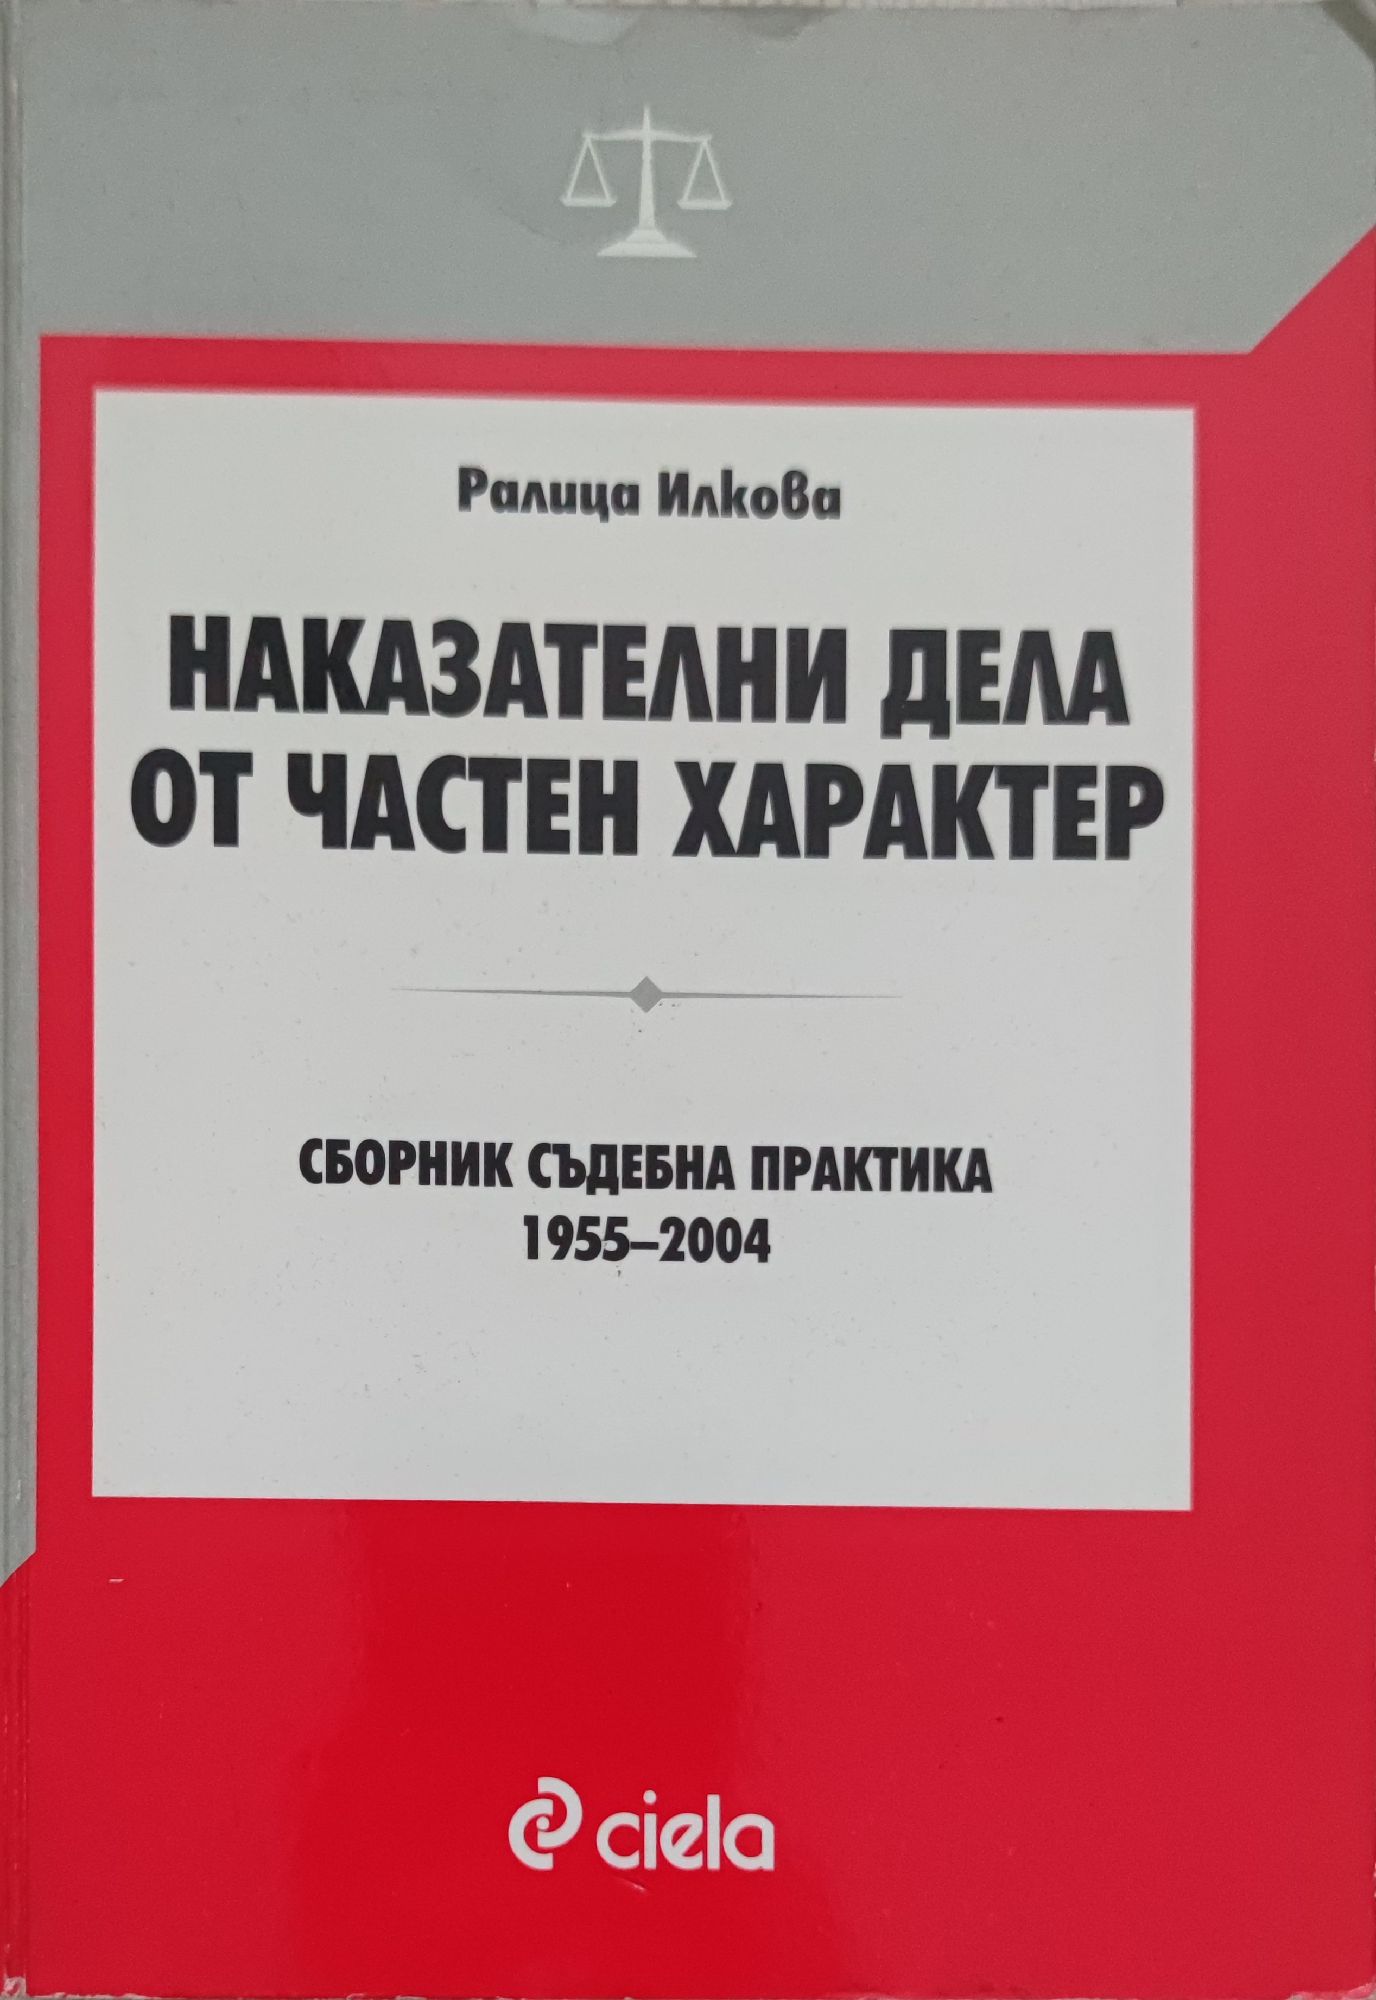 Ралица Илкова
НАКАЗАТЕЛНИ ДЕЛА
ОТ ЧАСТЕН ХАРАКТЕР
СБОРНИК СЪДЕБНА ПРАКТИКА
1955–2004
ciela